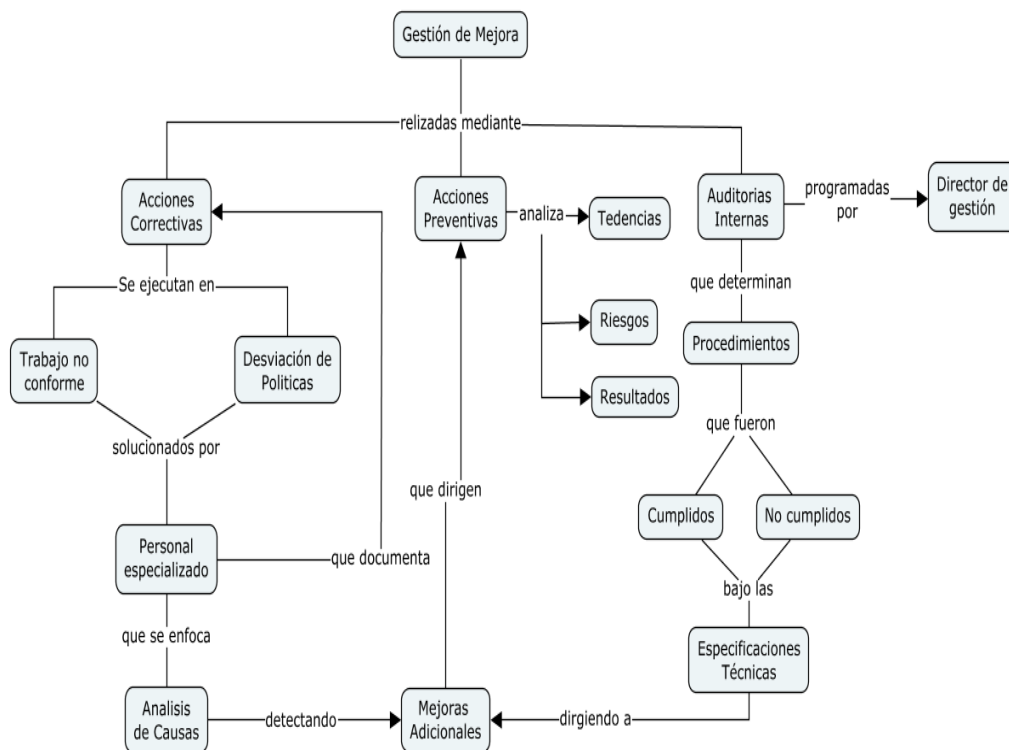 Gestión de Mejora
relizadas mediante
Acciones
Correctivas
Acciones
Preventivas
analiza
Tedencias
Auditorias
Internas
programadas
por
Director de
gestión
Se ejecutan en
que determinan
Riesgos
Procedimientos
Trabajo no
conforme
Desviación de
Politicas
Resultados
solucionados por
que fueron
que dirigen
Cumplidos
No cumplidos
Personal
especializado
que documenta
bajo las
que se enfoca
Especificaciones
Técnicas
Analisis
de Causas
detectando
Mejoras
Adicionales
dirgiendo a